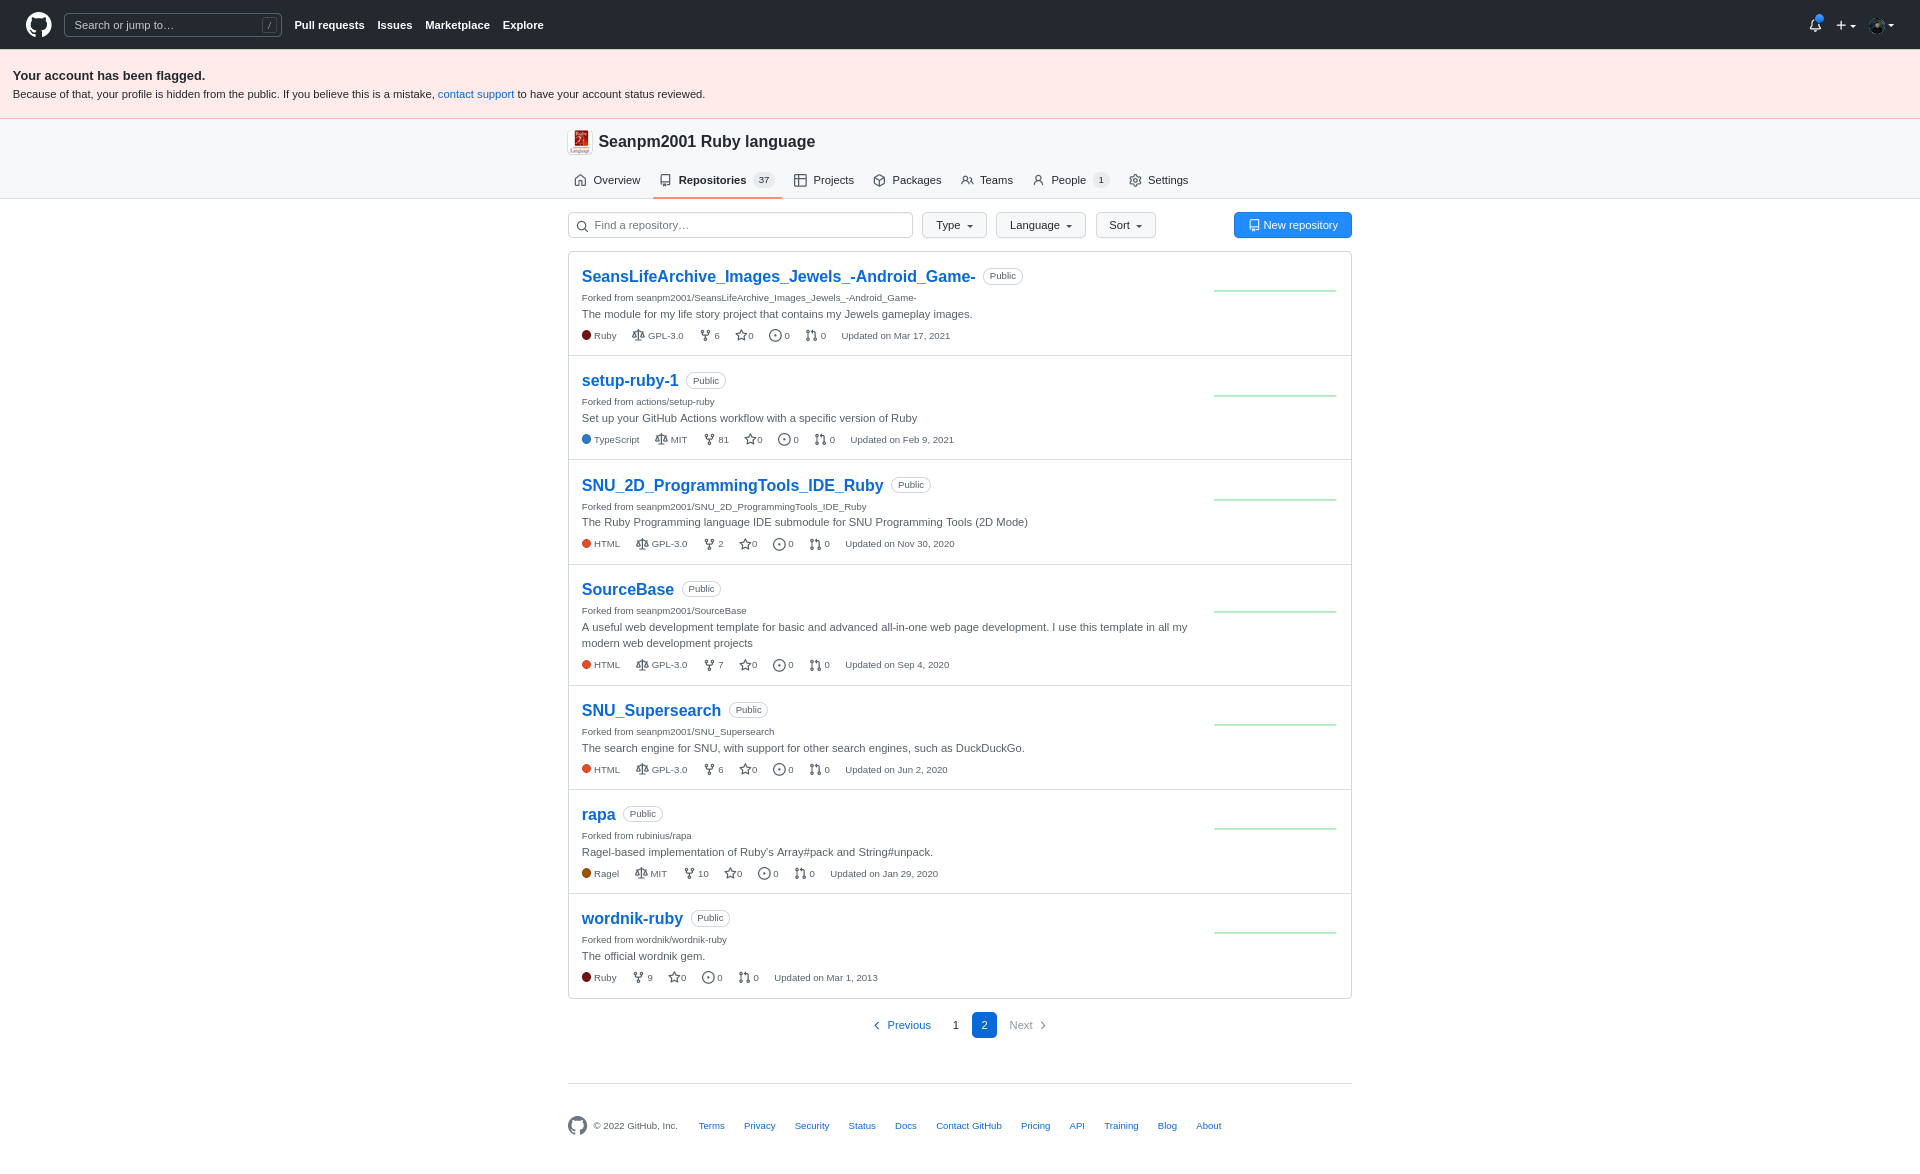 Search or jump to… / Pull requests Issues Marketplace Explore
Your account has been flagged.
Because of that, your profile is hidden from the public. If you believe this is a mistake, contact support to have your account status reviewed.
Seanpm2001 Ruby language
Overview Repositories 37 Projects Packages Teams People 1 Settings
Find a repository… Type Language Sort New repository
SeansLifeArchive_Images_Jewels_-Android_Game- Public
Forked from seanpm2001/SeansLifeArchive_Images_Jewels_-Android_Game-
The module for my life story project that contains my Jewels gameplay images.
Ruby GPL-3.0 6 0 0 0 Updated on Mar 17, 2021
setup-ruby-1 Public
Forked from actions/setup-ruby
Set up your GitHub Actions workflow with a specific version of Ruby
TypeScript MIT 81 0 0 0 Updated on Feb 9, 2021
SNU_2D_ProgrammingTools_IDE_Ruby Public
Forked from seanpm2001/SNU_2D_ProgrammingTools_IDE_Ruby
The Ruby Programming language IDE submodule for SNU Programming Tools (2D Mode)
HTML GPL-3.0 2 0 0 0 Updated on Nov 30, 2020
SourceBase Public
Forked from seanpm2001/SourceBase
A useful web development template for basic and advanced all-in-one web page development. I use this template in all my
modern web development projects
HTML GPL-3.0 7 0 0 0 Updated on Sep 4, 2020
SNU_Supersearch Public
Forked from seanpm2001/SNU_Supersearch
The search engine for SNU, with support for other search engines, such as DuckDuckGo.
HTML GPL-3.0 6 0 0 0 Updated on Jun 2, 2020
rapa Public
Forked from rubinius/rapa
Ragel-based implementation of Ruby's Array#pack and String#unpack.
Ragel MIT 10 0 0 0 Updated on Jan 29, 2020
wordnik-ruby Public
Forked from wordnik/wordnik-ruby
The official wordnik gem.
Ruby 9 0 0 0 Updated on Mar 1, 2013
Previous 1 2 Next
© 2022 GitHub, Inc. Terms Privacy Security Status Docs Contact GitHub Pricing API Training Blog About